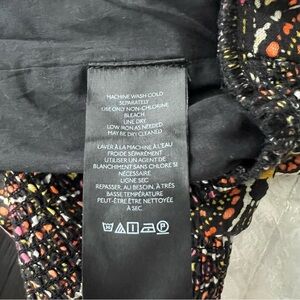 MACHINE WASH COLD
SEPARATELY
USE ONLY NON-CHLORINE
BLEACH
LINE DRY
LOW IRON AS NEEDED
MAY BE DRY CLEANED
LAVER À LA MACHINE À L'EAU
FROIDE SÉPARÉMENT
UTILISER UN AGENT DE
BLANCHIMENT SANS CHLORE SI
NÉCESSAIRE
LIGNE SEC
REPASSER, AU BESOIN, À TRÈS
BASSE TEMPÉRATURE
PEUT-ÊTRE ÊTRE NETTOYÉ
À SEC